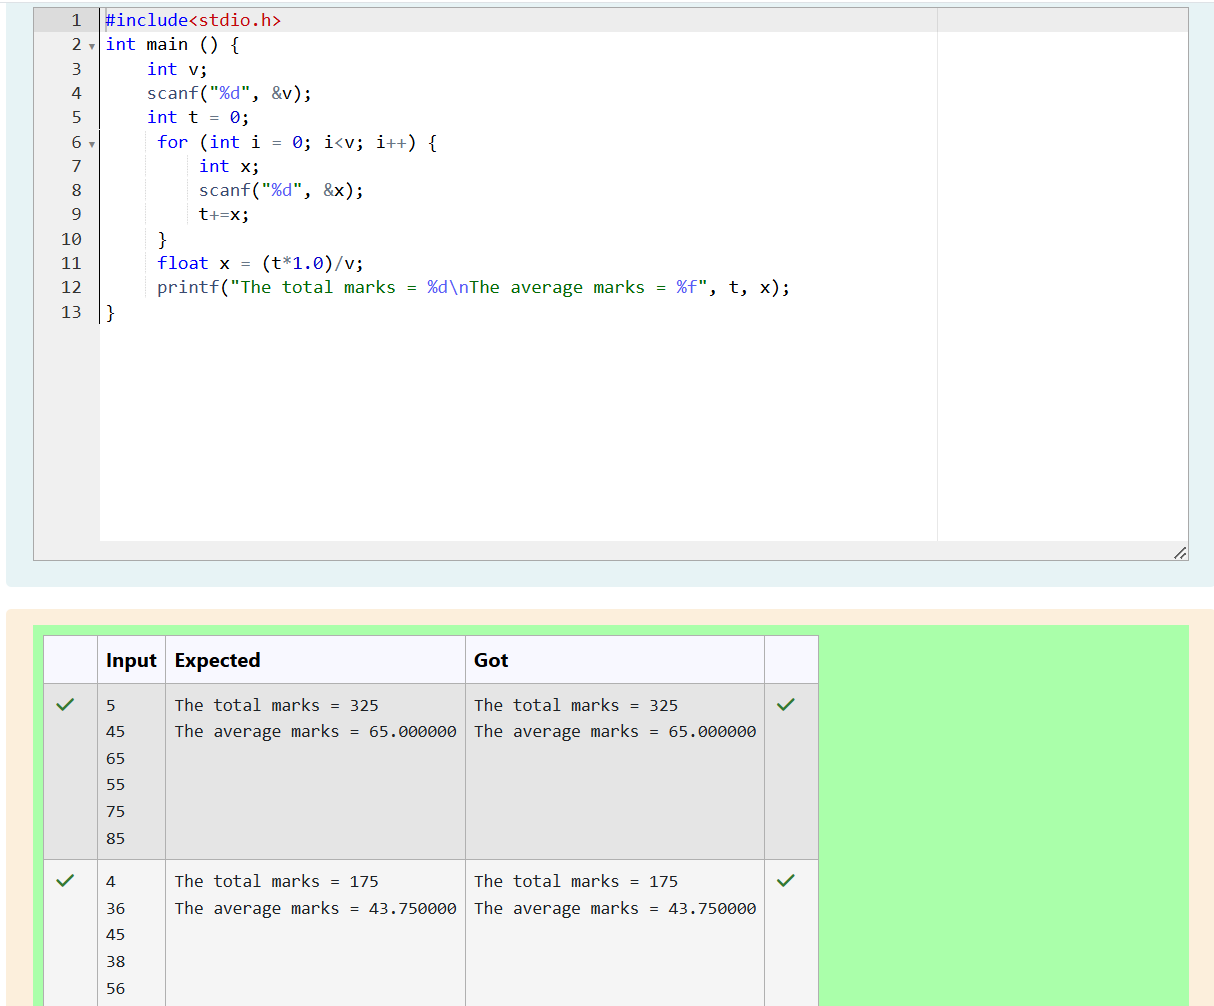 1 #include<stdio.h>
2 int main () {
3     int v;
4     scanf("%d", &v);
5     int t = 0;
6      for (int i = 0; i<v; i++) {
7          int x;
8          scanf("%d", &x);
9          t+=x;
10      }
11      float x = (t*1.0)/v;
12      printf("The total marks = %d\nThe average marks = %f", t, x);
13 }
Input Expected Got
5 The total marks = 325 The total marks = 325
45 The average marks = 65.000000 The average marks = 65.000000
65
55
75
85
4 The total marks = 175 The total marks = 175
36 The average marks = 43.750000 The average marks = 43.750000
45
38
56